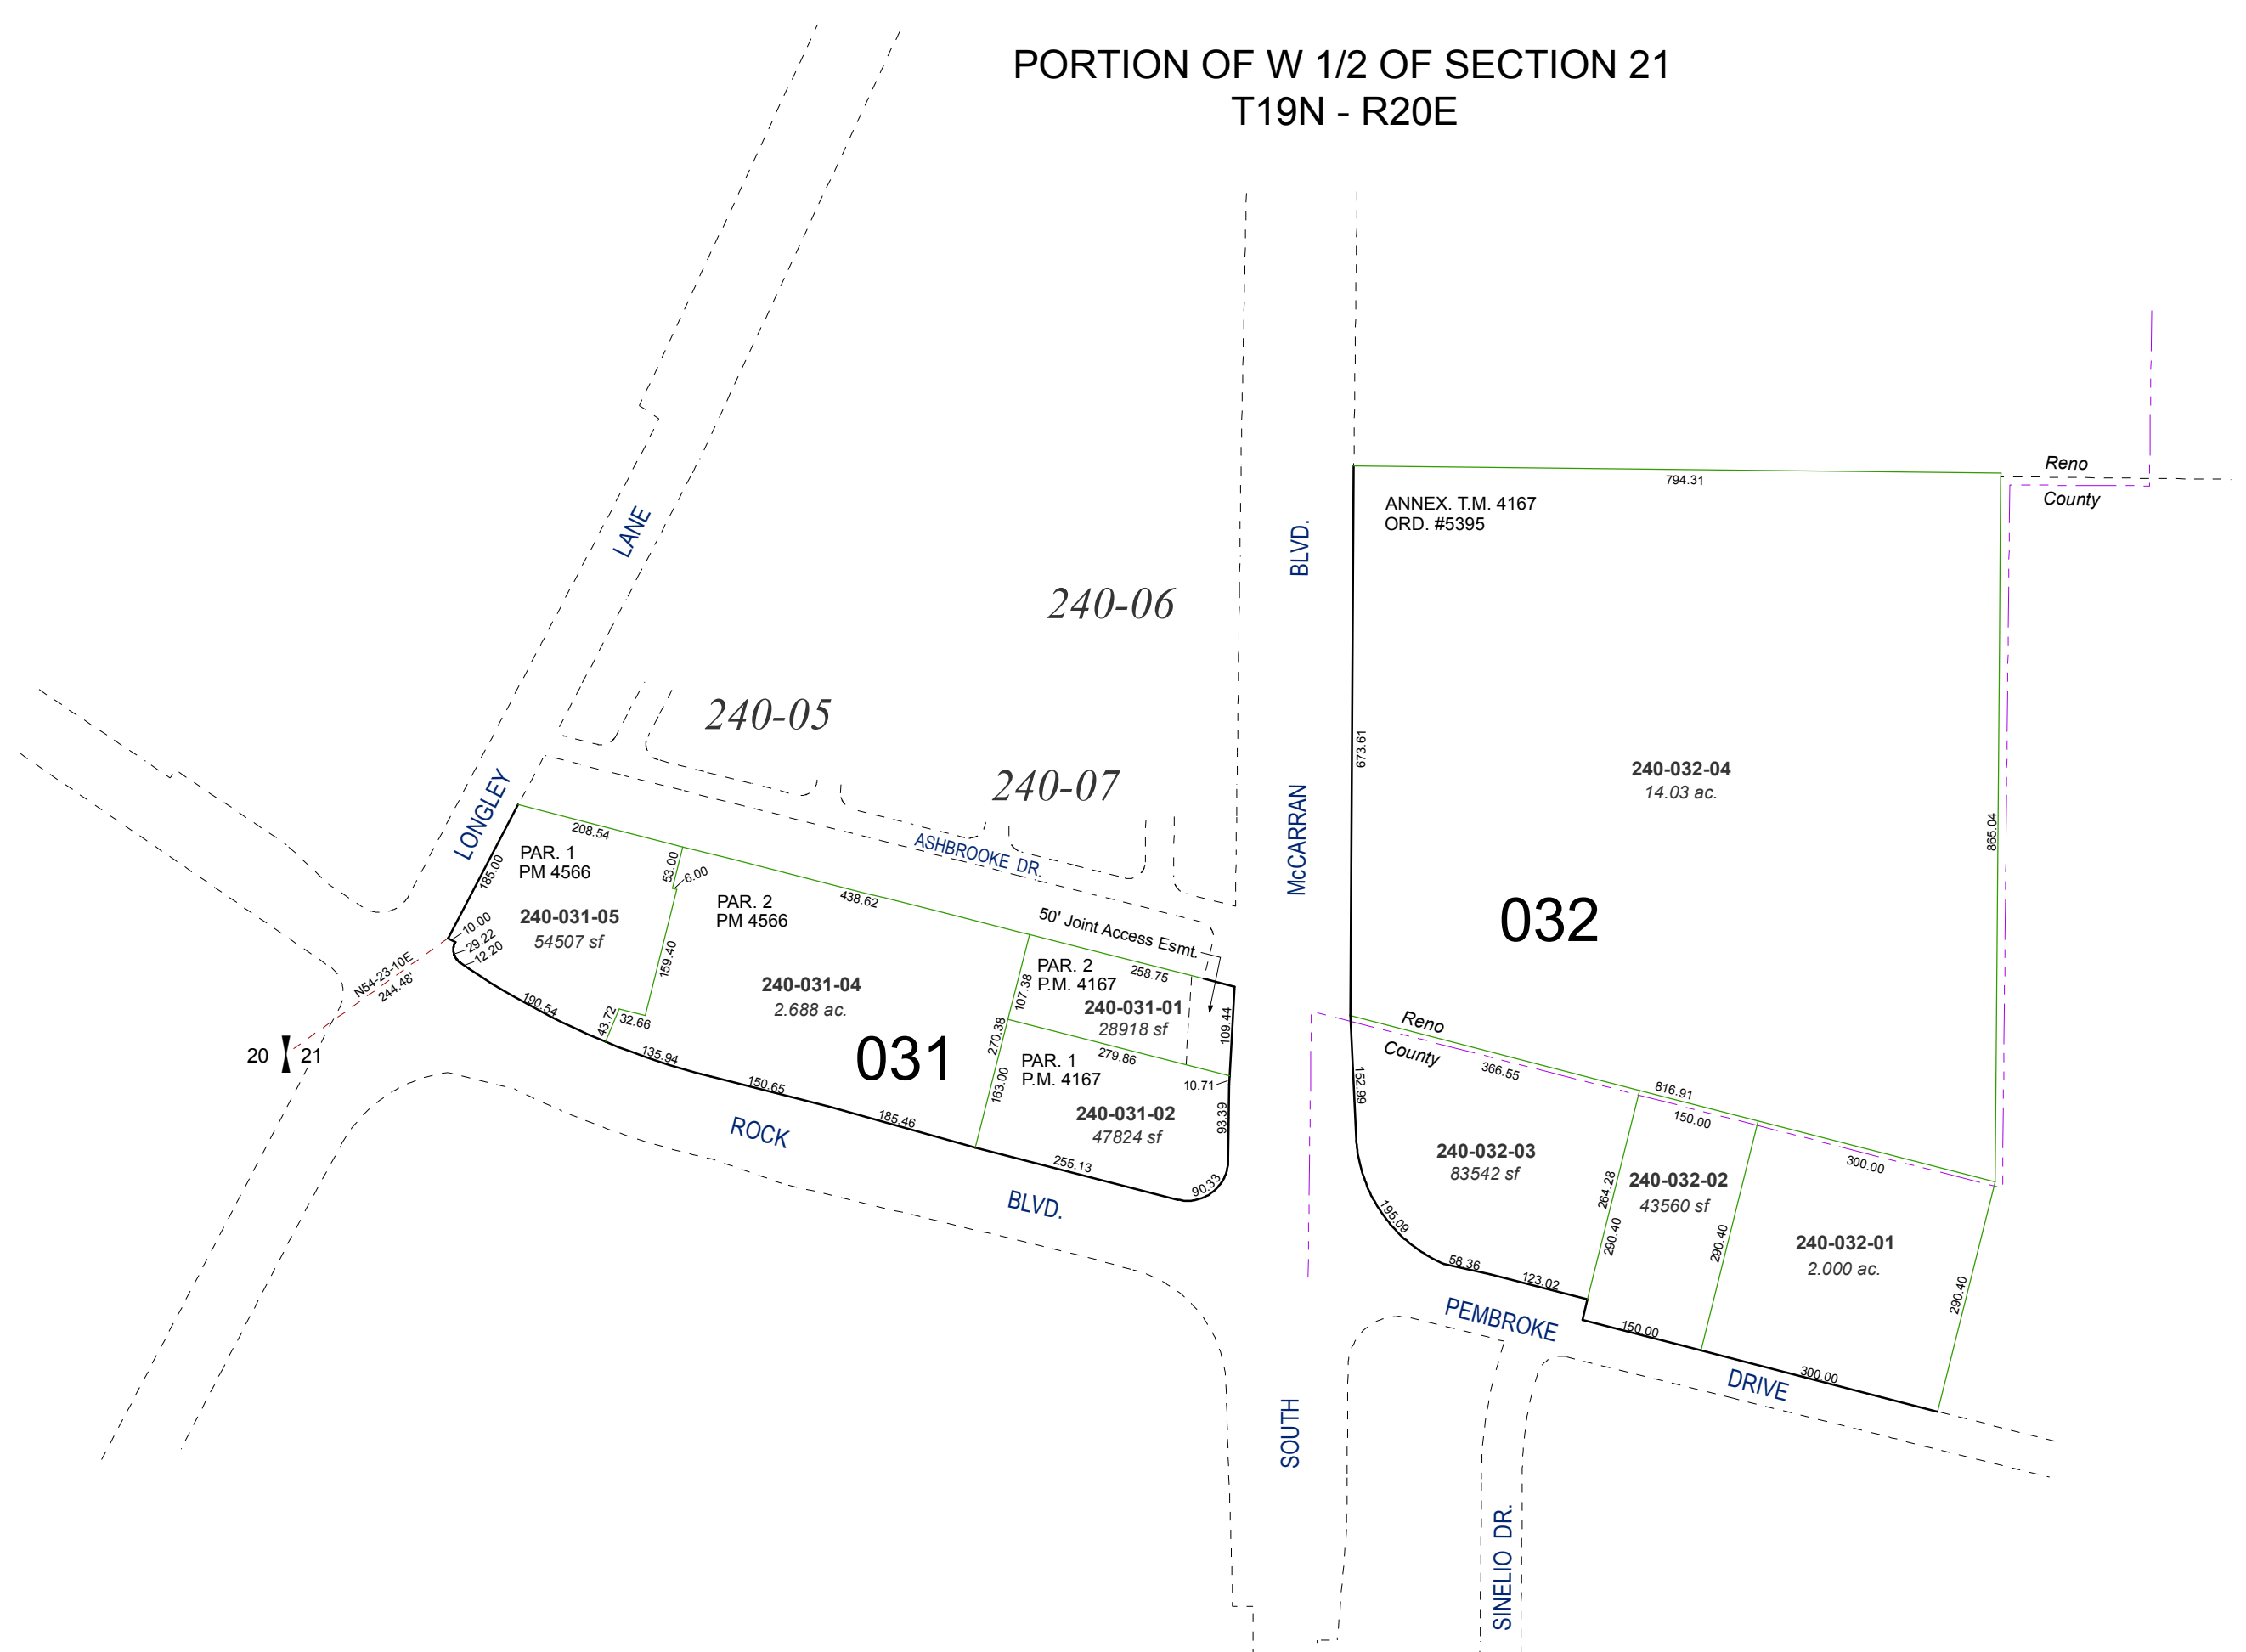 PORTION OF W 1/2 OF SECTION 21
T19N - R20E
Reno
County
794.31
ANNEX. T.M. 4167
ORD. #5395
LANE
BLVD.
240-06
240-05
240-07
673.61
240-032-04
14.03 ac.
865.04
032
LONGLEY
McCARRAN
ASHBROOKE DR.
208.54
PAR. 1
PM 4566
185.00
53.00
6.00
PAR. 2
PM 4566
438.62
240-031-05
54507 sf
10.00
29.22
12.20
50' Joint Access Esmt.
159.40
N54-23-10E
244.48'
190.54
43.72
32.66
240-031-04
2.688 ac.
031
PAR. 2
P.M. 4167
258.75
107.38
240-031-01
28918 sf
109.44
270.38
279.86
PAR. 1
P.M. 4167
163.00
10.71
240-031-02
47824 sf
93.39
20
21
135.94
150.65
185.46
255.13
90.33
ROCK
BLVD.
Reno
County
366.55
816.91
150.00
300.00
152.99
240-032-03
83542 sf
264.28
290.40
240-032-02
43560 sf
290.40
240-032-01
2.000 ac.
290.40
195.09
58.36
123.02
150.00
300.00
PEMBROKE
DRIVE
SOUTH
SINELIO DR.